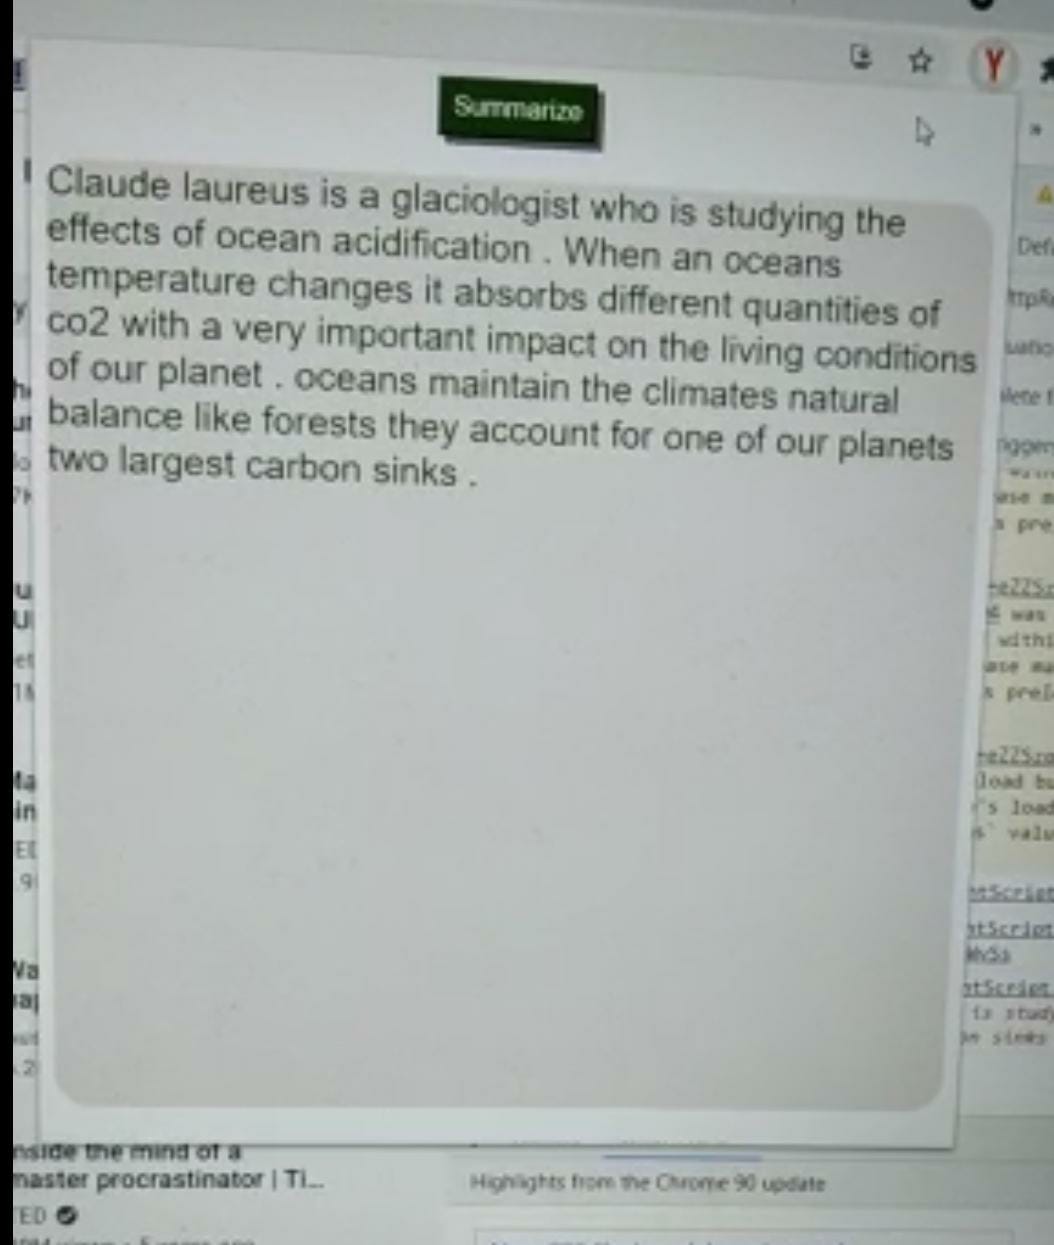 Summarize
Claude laureus is a glaciologist who is studying the
effects of ocean acidification . When an oceans
temperature changes it absorbs different quantities of
co2 with a very important impact on the living conditions
of our planet . oceans maintain the climates natural
balance like forests they account for one of our planets
two largest carbon sinks .
nside the mind of a
master procrastinator | Ti...
Highlights from the Chrome 90 update